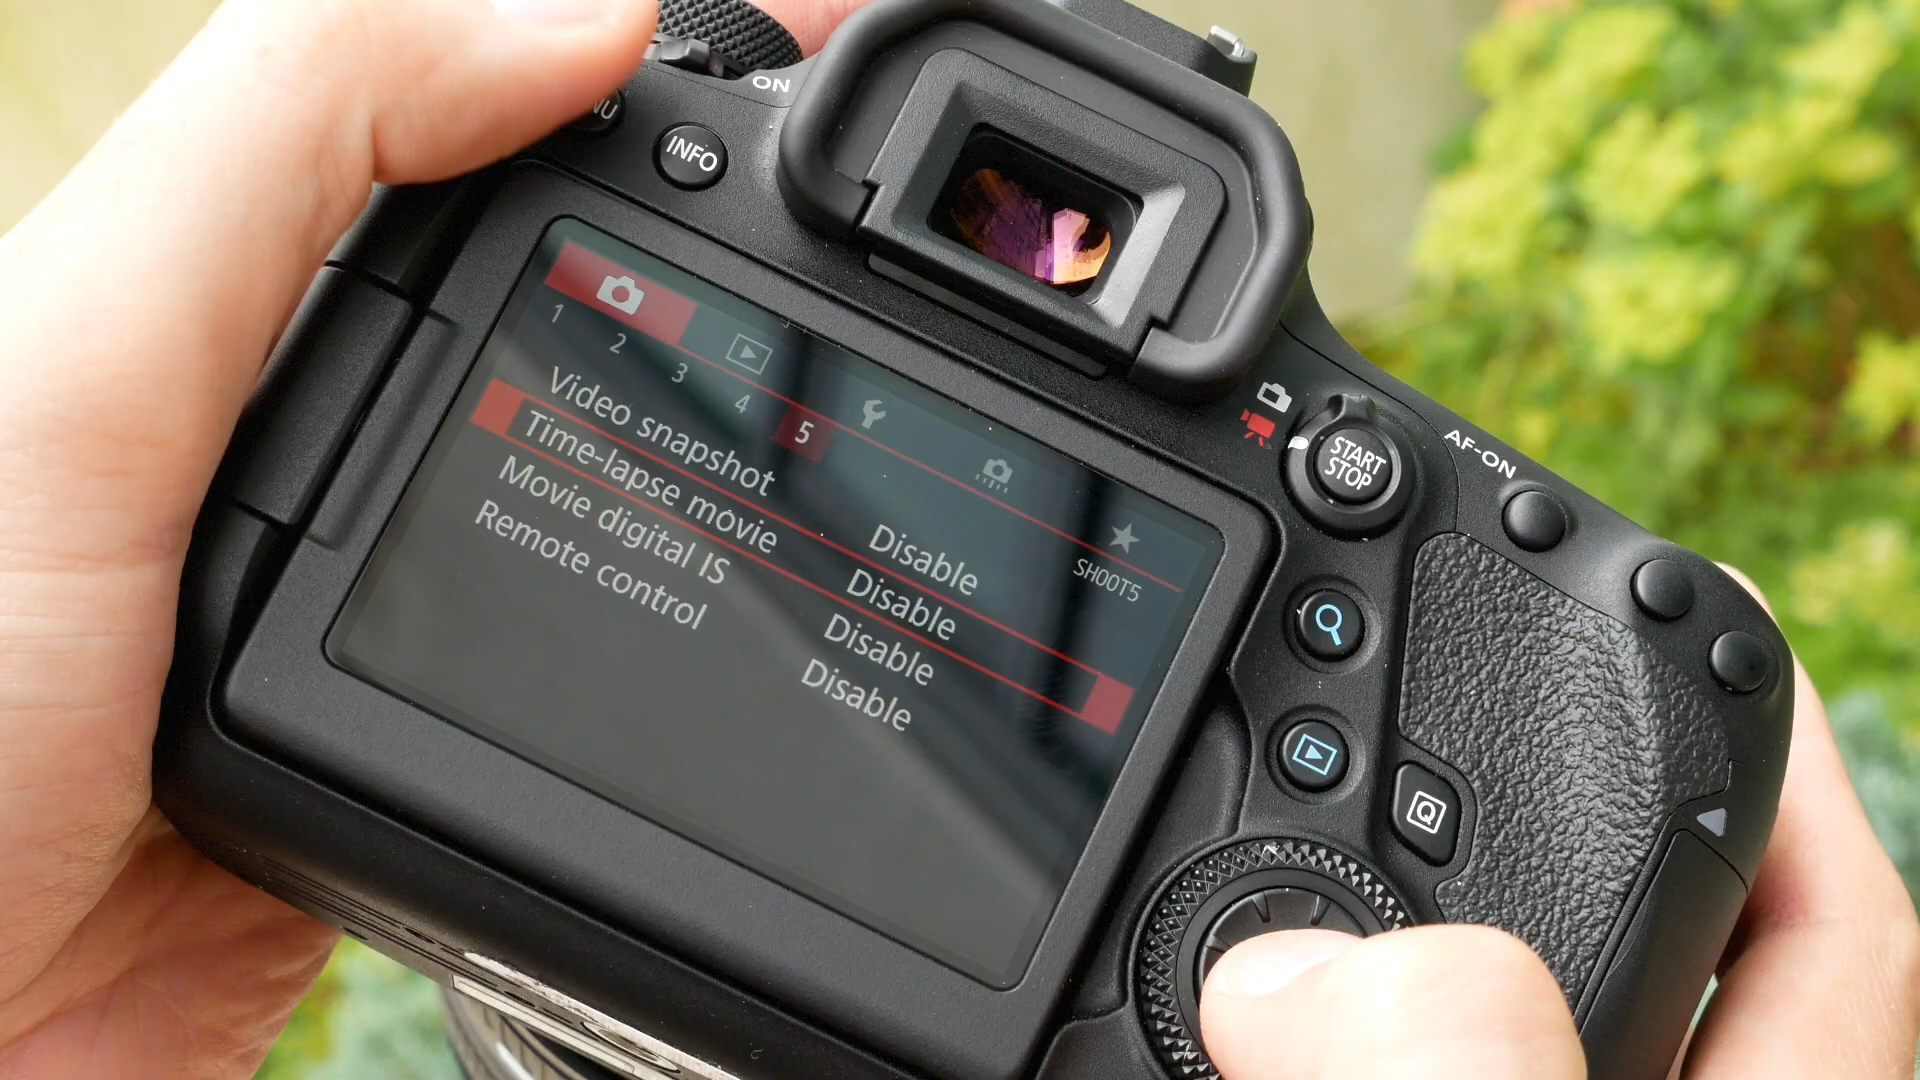 ON
NU
INFO
1 2 3 4 5
SHOOT5
Video snapshot Disable
Time-lapse movie Disable
Movie digital IS Disable
Remote control Disable
START
STOP
AF-ON
Q